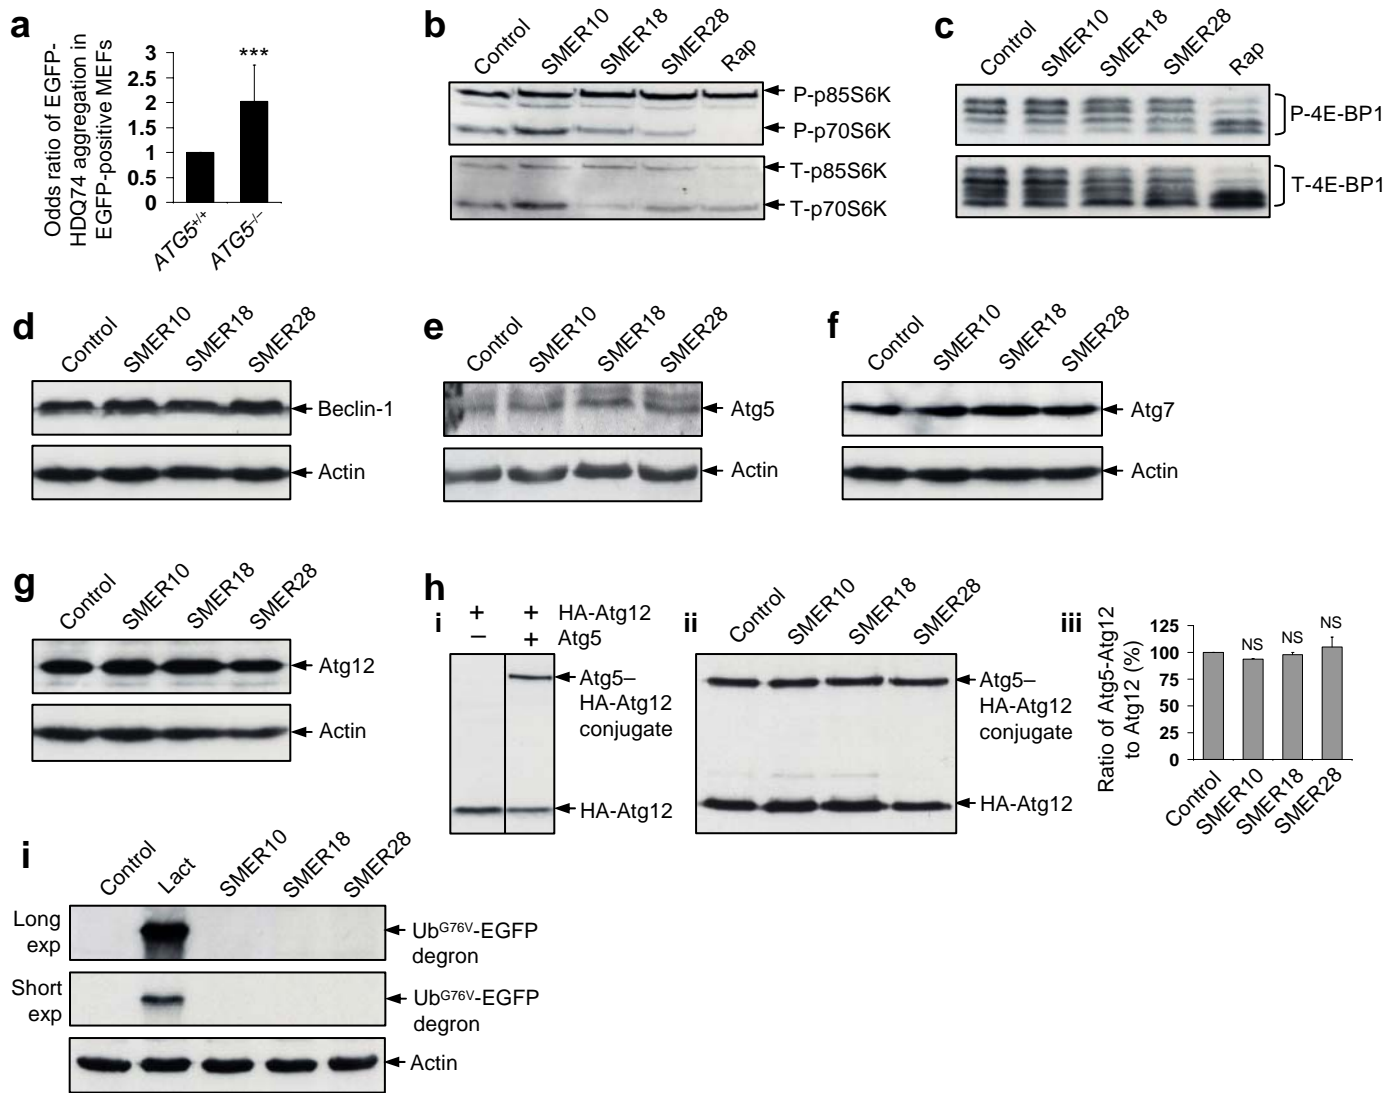 a
Odds ratio of EGFP-
HDQ74 aggregation in
EGFP-positive MEFs
3
2.5
2
1.5
1
0.5
0
***
ATG5+/+
ATG5–/–
b
Control
SMER10
SMER18
SMER28
Rap
P-p85S6K
P-p70S6K
T-p85S6K
T-p70S6K
c
Control
SMER10
SMER18
SMER28
Rap
P-4E-BP1
T-4E-BP1
d
Control
SMER10
SMER18
SMER28
Beclin-1
Actin
e
Control
SMER10
SMER18
SMER28
Atg5
Actin
f
Control
SMER10
SMER18
SMER28
Atg7
Actin
g
Control
SMER10
SMER18
SMER28
Atg12
Actin
h
i
+ + HA-Atg12
– + Atg5
Atg5–
HA-Atg12
conjugate
HA-Atg12
ii
Control
SMER10
SMER18
SMER28
Atg5–
HA-Atg12
conjugate
HA-Atg12
iii
Ratio of Atg5-Atg12
to Atg12 (%)
125
100
75
50
25
0
NS
NS
NS
Control
SMER10
SMER18
SMER28
i
Control
Lact
SMER10
SMER18
SMER28
Long
exp
UbG76V-EGFP
degron
Short
exp
UbG76V-EGFP
degron
Actin